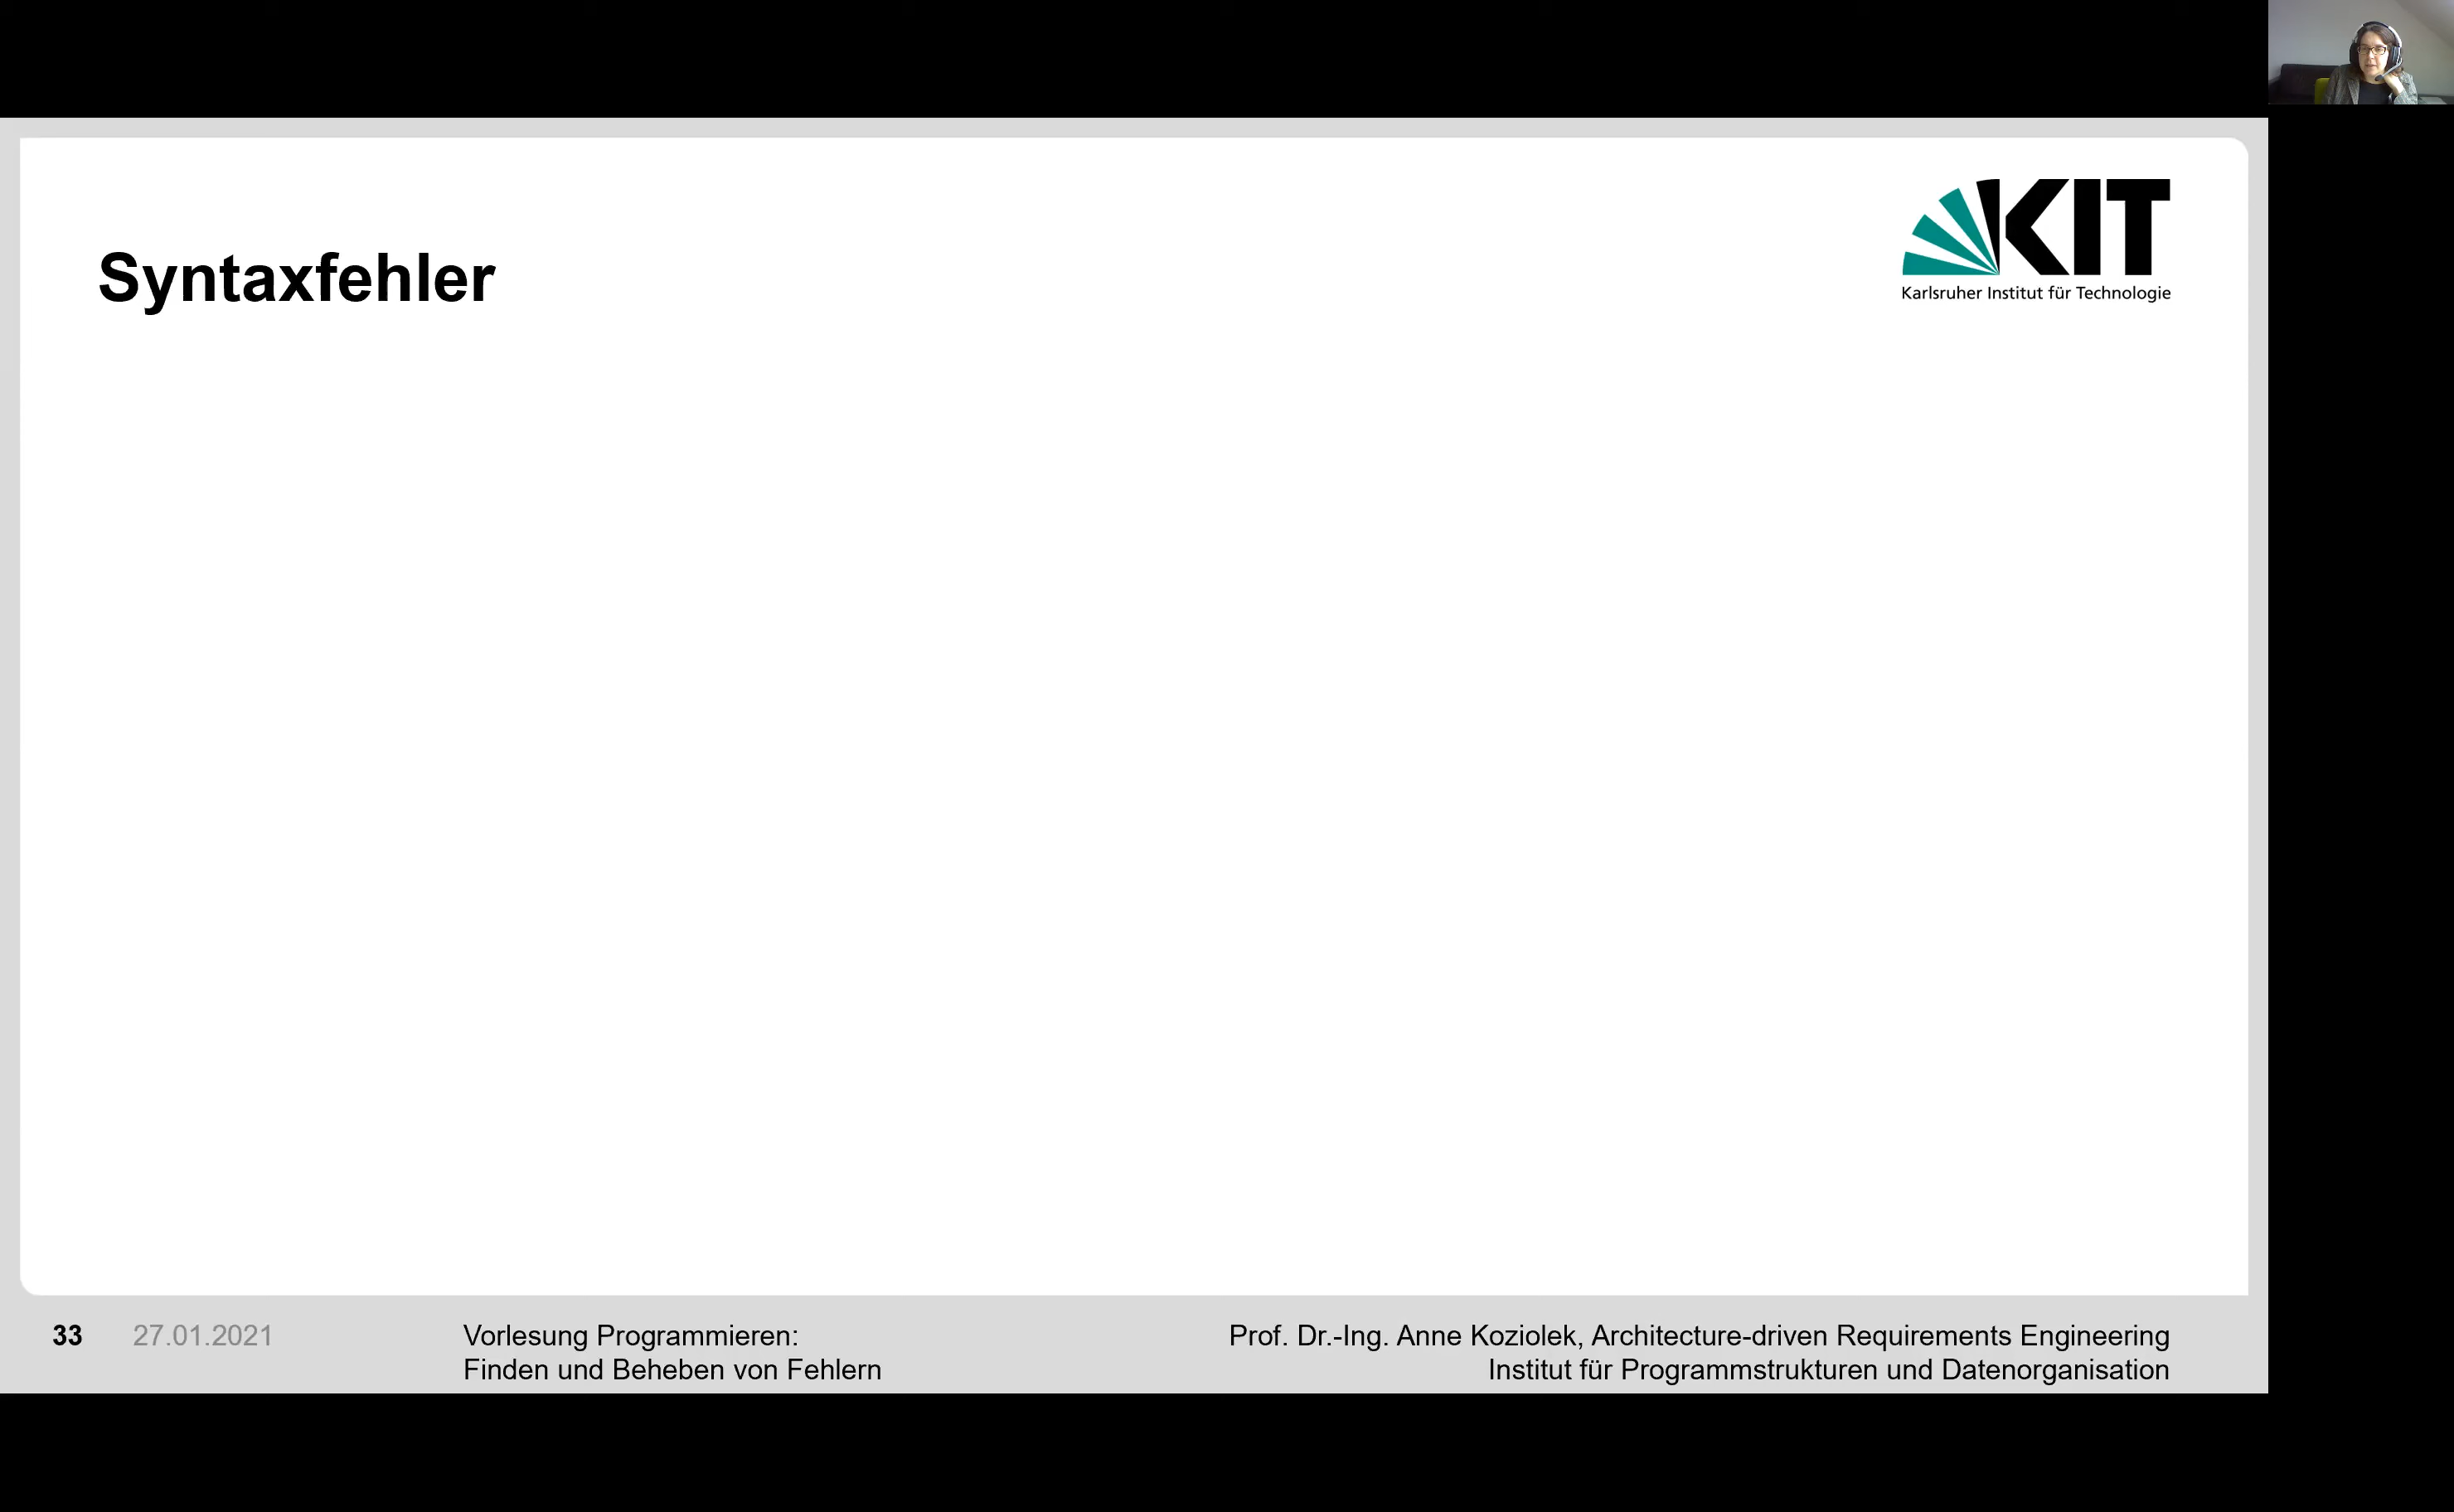 Syntaxfehler
KIT
Karlsruher Institut für Technologie
33
27.01.2021
Vorlesung Programmieren:
Finden und Beheben von Fehlern
Prof. Dr.-Ing. Anne Koziolek, Architecture-driven Requirements Engineering
Institut für Programmstrukturen und Datenorganisation